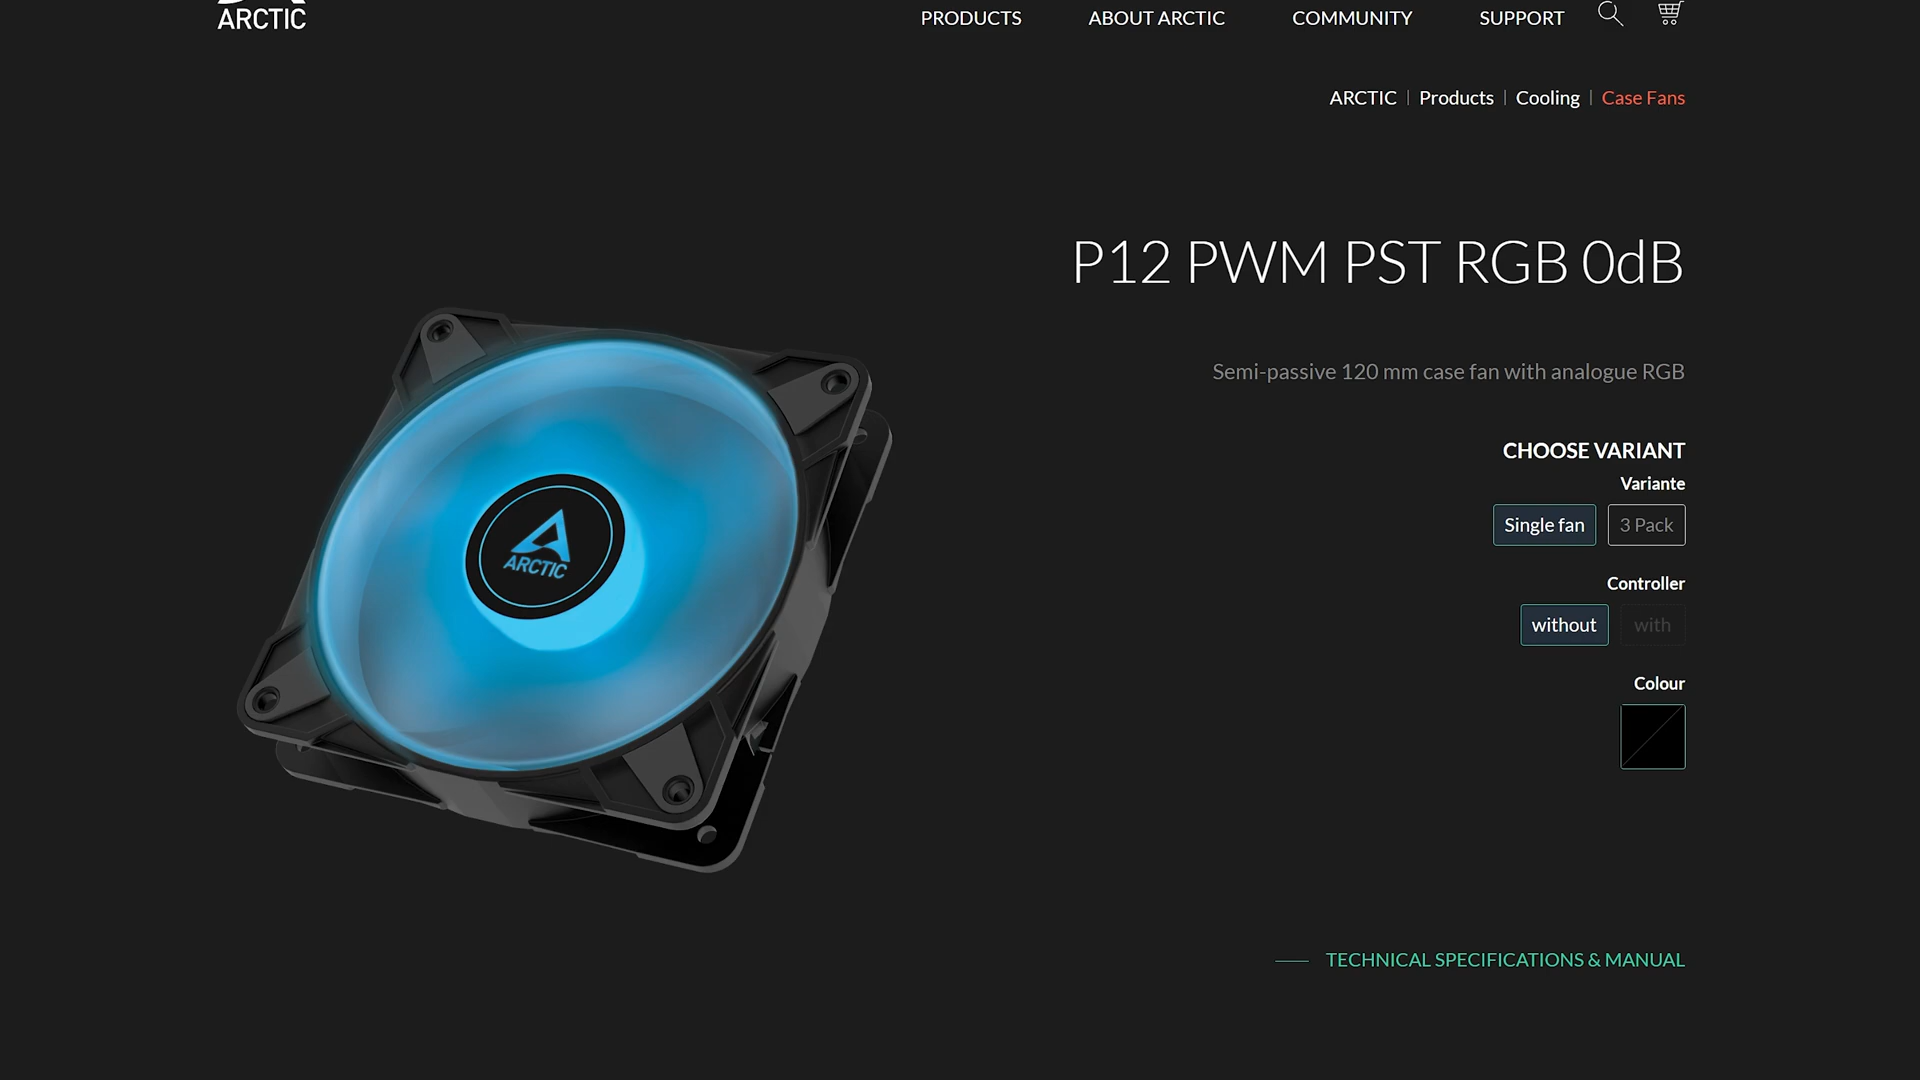 ARCTIC
PRODUCTS
ABOUT ARCTIC
COMMUNITY
SUPPORT
ARCTIC | Products | Cooling | Case Fans
P12 PWM PST RGB 0dB
Semi-passive 120 mm case fan with analogue RGB
CHOOSE VARIANT
Variante
Single fan
3 Pack
Controller
without
with
Colour
ARCTIC
TECHNICAL SPECIFICATIONS & MANUAL